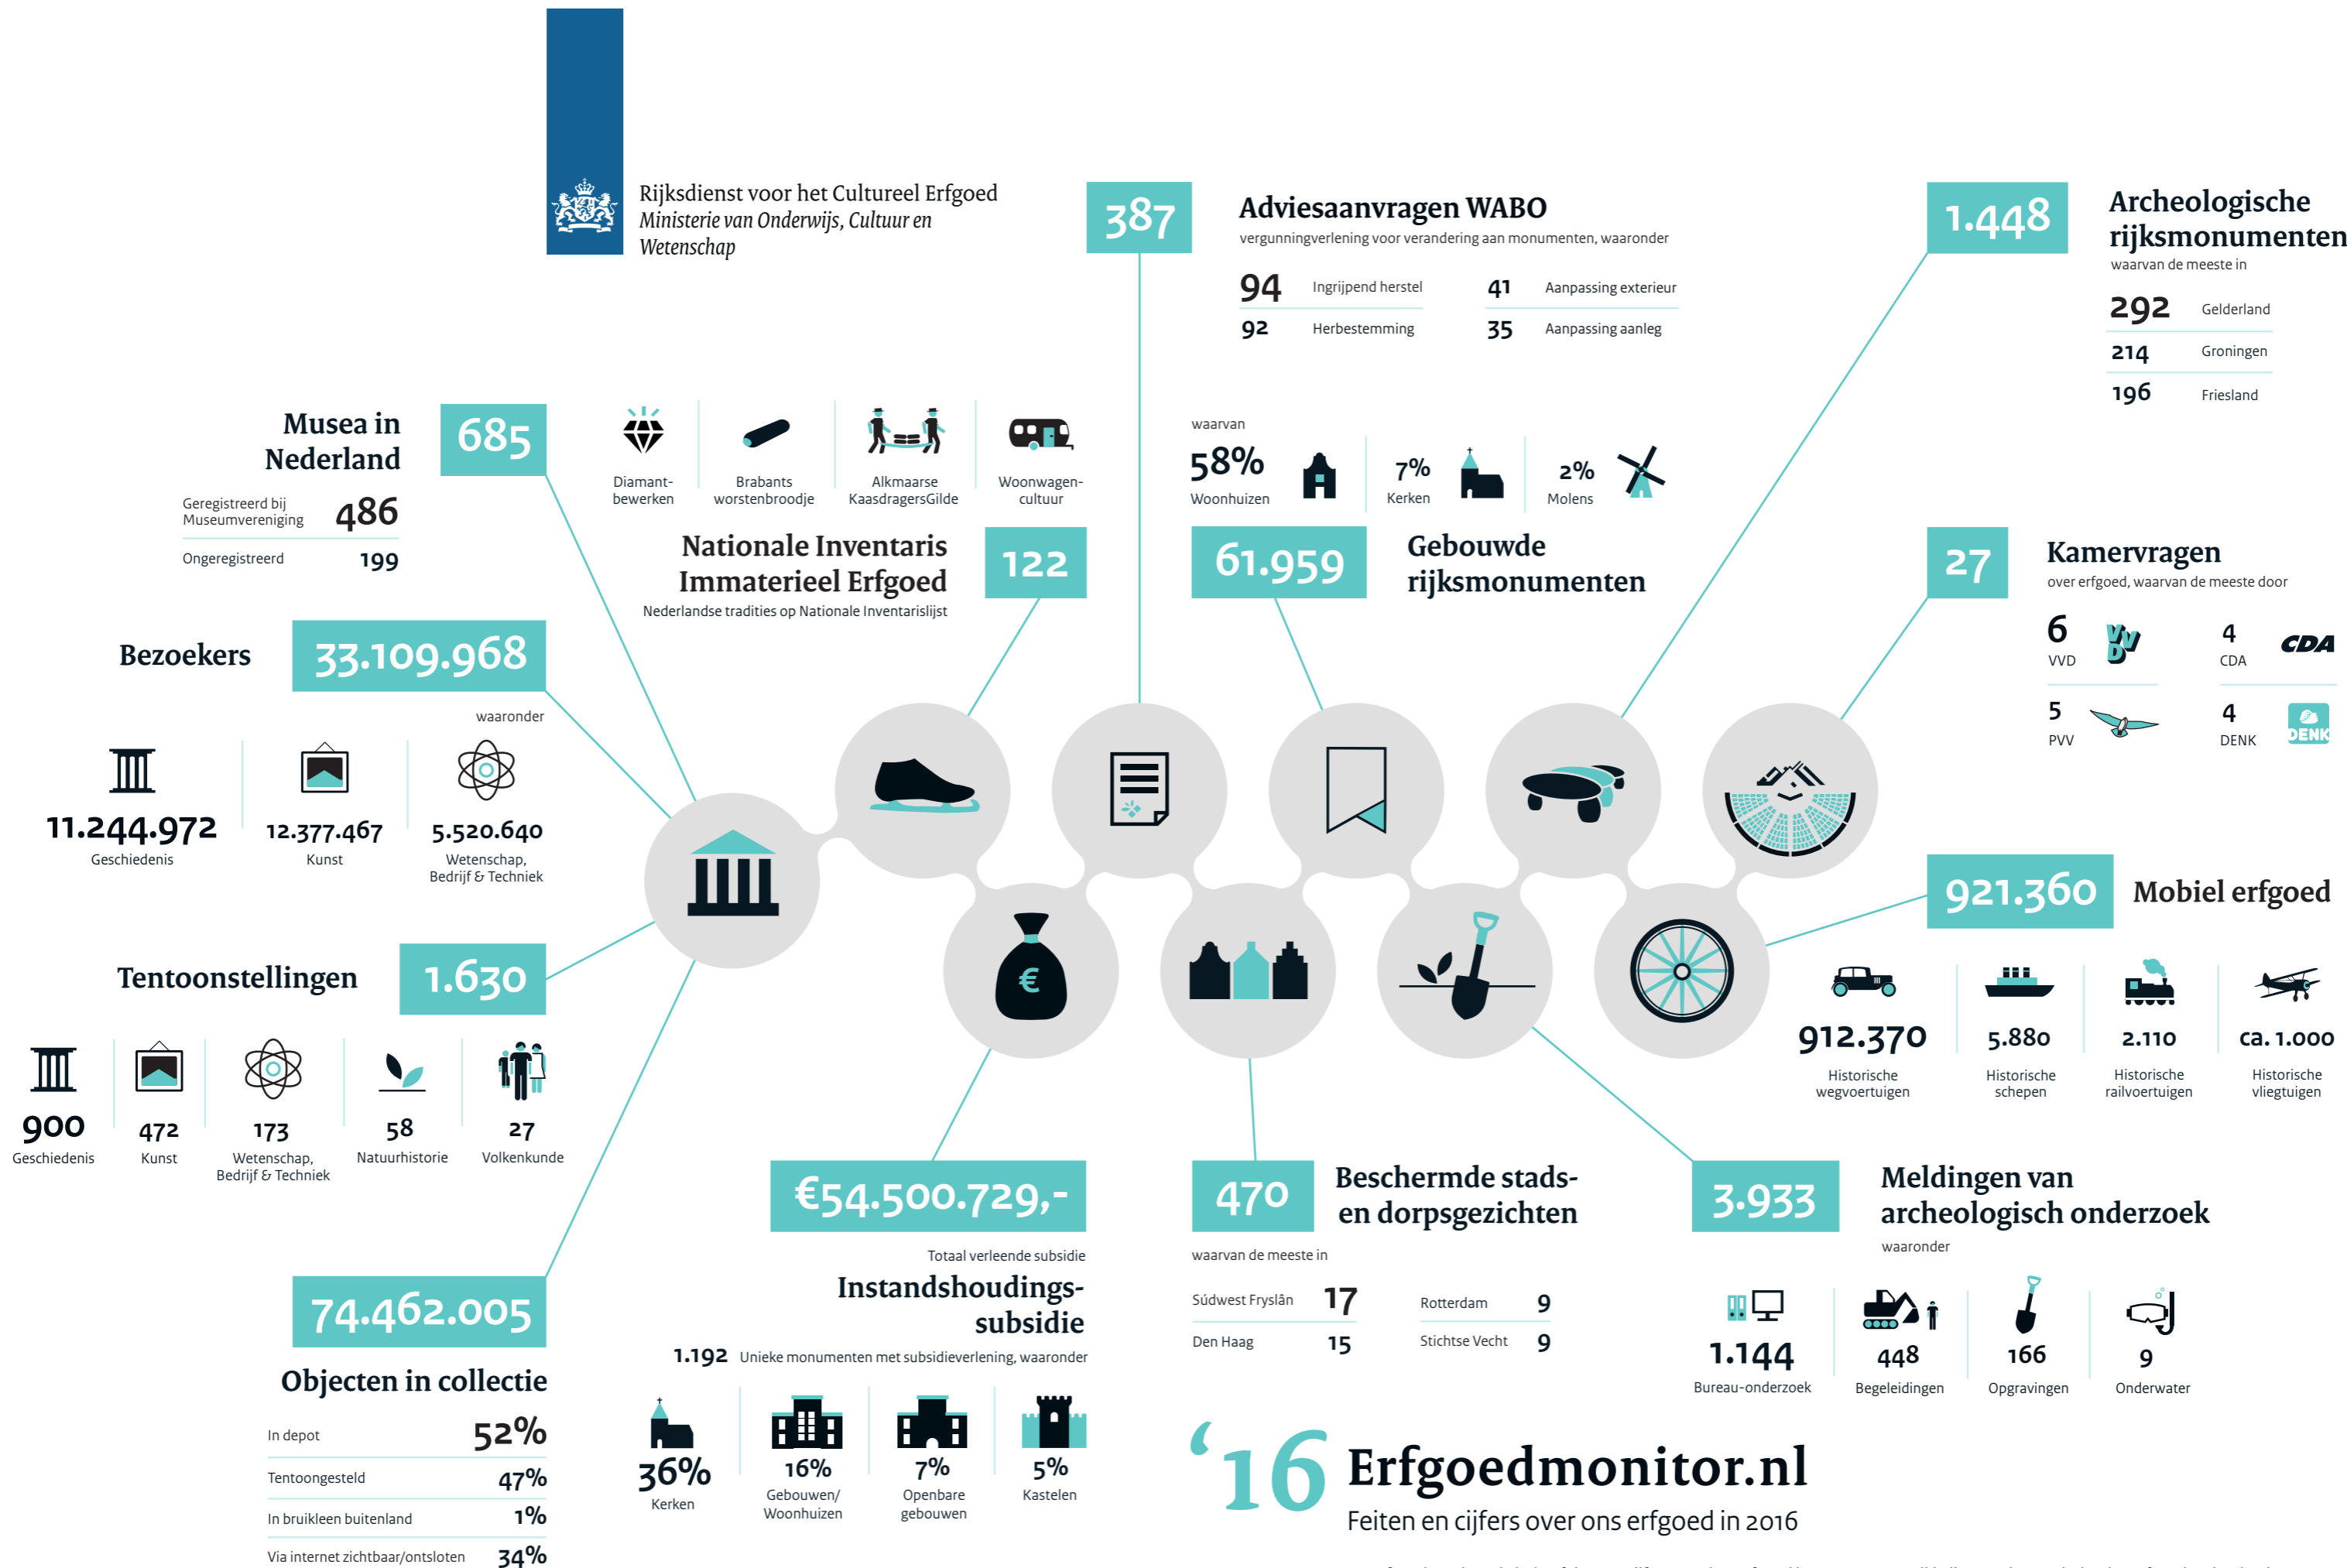 Rijksdienst voor het Cultureel Erfgoed
Ministerie van Onderwijs, Cultuur en
Wetenschap
387
Adviesaanvragen WABO
vergunningverlening voor verandering aan monumenten, waaronder
94 Ingrijpend herstel
92 Herbestemming
41 Aanpassing exterieur
35 Aanpassing aanleg
1.448
Archeologische
rijksmonumenten
waarvan de meeste in
292 Gelderland
214 Groningen
196 Friesland
Musea in
Nederland
685
Geregistreerd bij
Museumvereniging 486
Ongeregistreerd 199
Diamant-
bewerken
Brabants
worstenbroodje
Alkmaarse
KaasdragersGilde
Woonwagen-
cultuur
Nationale Inventaris
Immaterieel Erfgoed
122
Nederlandse tradities op Nationale Inventarislijst
waarvan
58%
Woonhuizen
7%
Kerken
2%
Molens
61.959
Gebouwde
rijksmonumenten
27
Kamervragen
over erfgoed, waarvan de meeste door
6
VVD
VVD
4
CDA
CDA
5
PVV
4
DENK
DENK
Bezoekers
33.109.968
waaronder
11.244.972
Geschiedenis
12.377.467
Kunst
5.520.640
Wetenschap,
Bedrijf & Techniek
€
921.360
Mobiel erfgoed
912.370
Historische
wegvoertuigen
5.880
Historische
schepen
2.110
Historische
railvoertuigen
ca. 1.000
Historische
vliegtuigen
Tentoonstellingen
1.630
900
Geschiedenis
472
Kunst
173
Wetenschap,
Bedrijf & Techniek
58
Natuurhistorie
27
Volkenkunde
74.462.005
Objecten in collectie
In depot 52%
Tentoongesteld 47%
In bruikleen buitenland 1%
Via internet zichtbaar/ontsloten 34%
€54.500.729,-
Totaal verleende subsidie
Instandshoudings-
subsidie
1.192 Unieke monumenten met subsidieverlening, waaronder
36%
Kerken
16%
Gebouwen/
Woonhuizen
7%
Openbare
gebouwen
5%
Kastelen
470
Beschermde stads-
en dorpsgezichten
waarvan de meeste in
Súdwest Fryslân 17
Den Haag 15
Rotterdam 9
Stichtse Vecht 9
3.933
Meldingen van
archeologisch onderzoek
waaronder
1.144
Bureau-onderzoek
448
Begeleidingen
166
Opgravingen
9
Onderwater
‘16 Erfgoedmonitor.nl
Feiten en cijfers over ons erfgoed in 2016